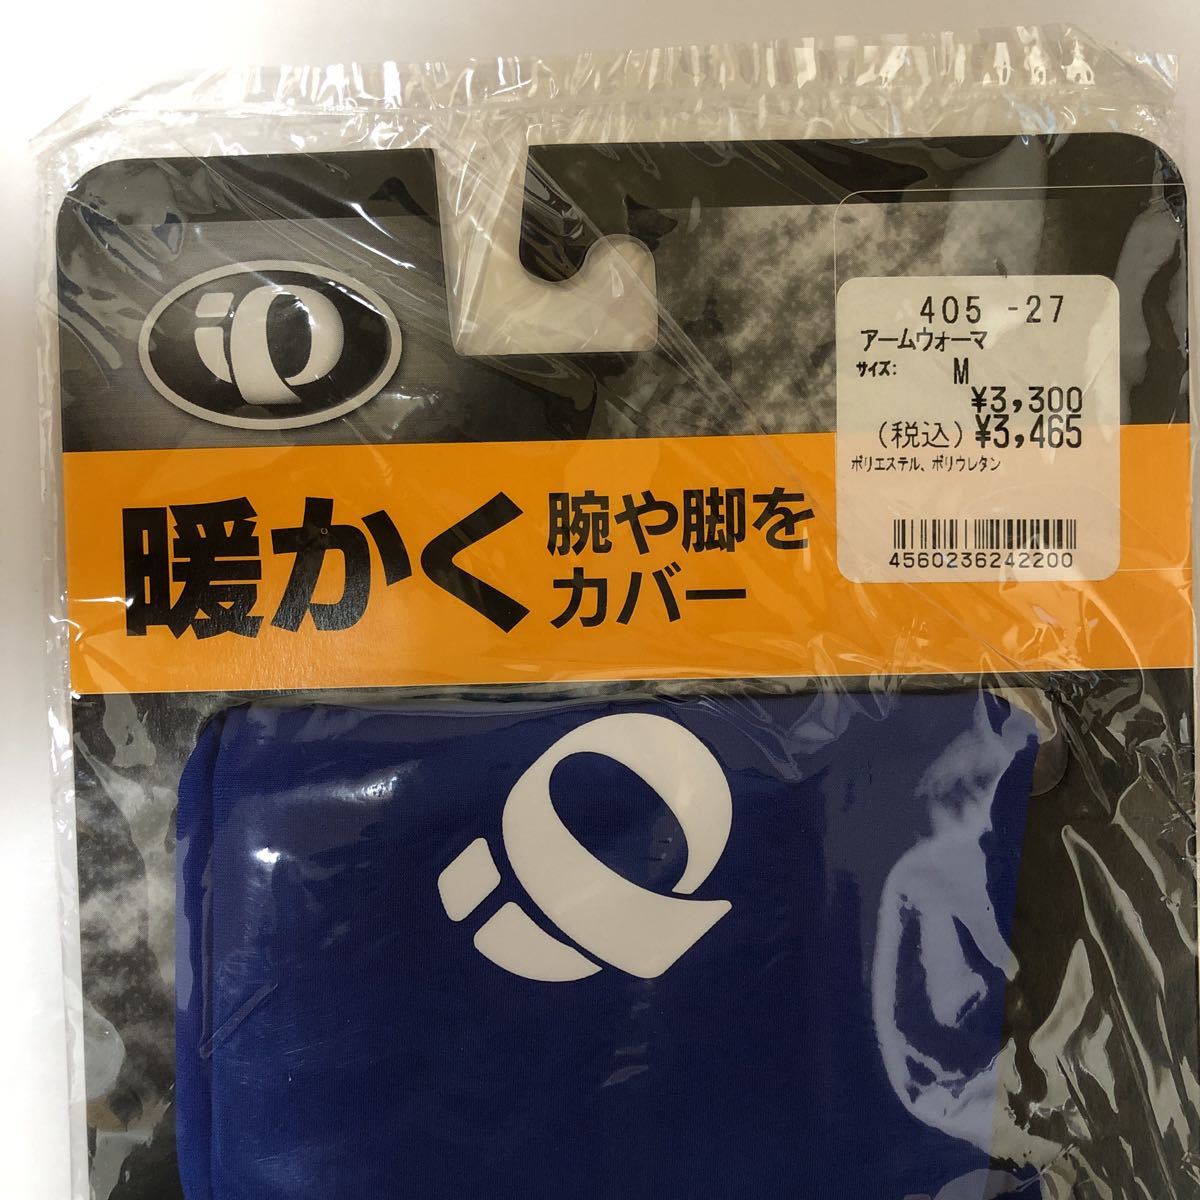 405 -27
アームウォーマ
サイズ: M
¥3,300
(税込) ¥3,465
ポリエステル、ポリウレタン
4560236242200
暖かく 腕や脚を
カバー